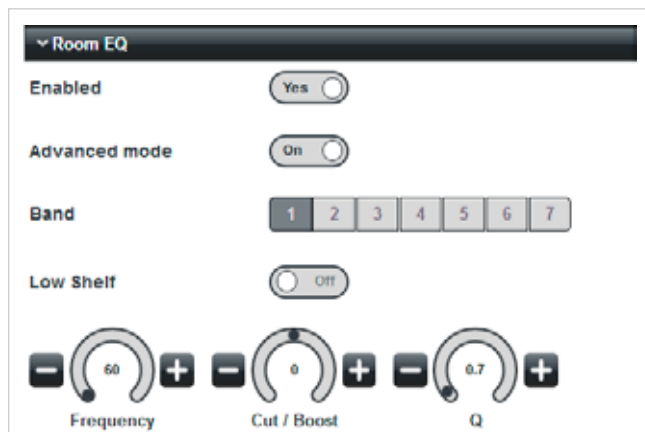 Room EQ
Enabled Yes
Advanced mode On
Band 1 2 3 4 5 6 7
Low Shelf Off
60 0 0.7
Frequency Cut / Boost Q